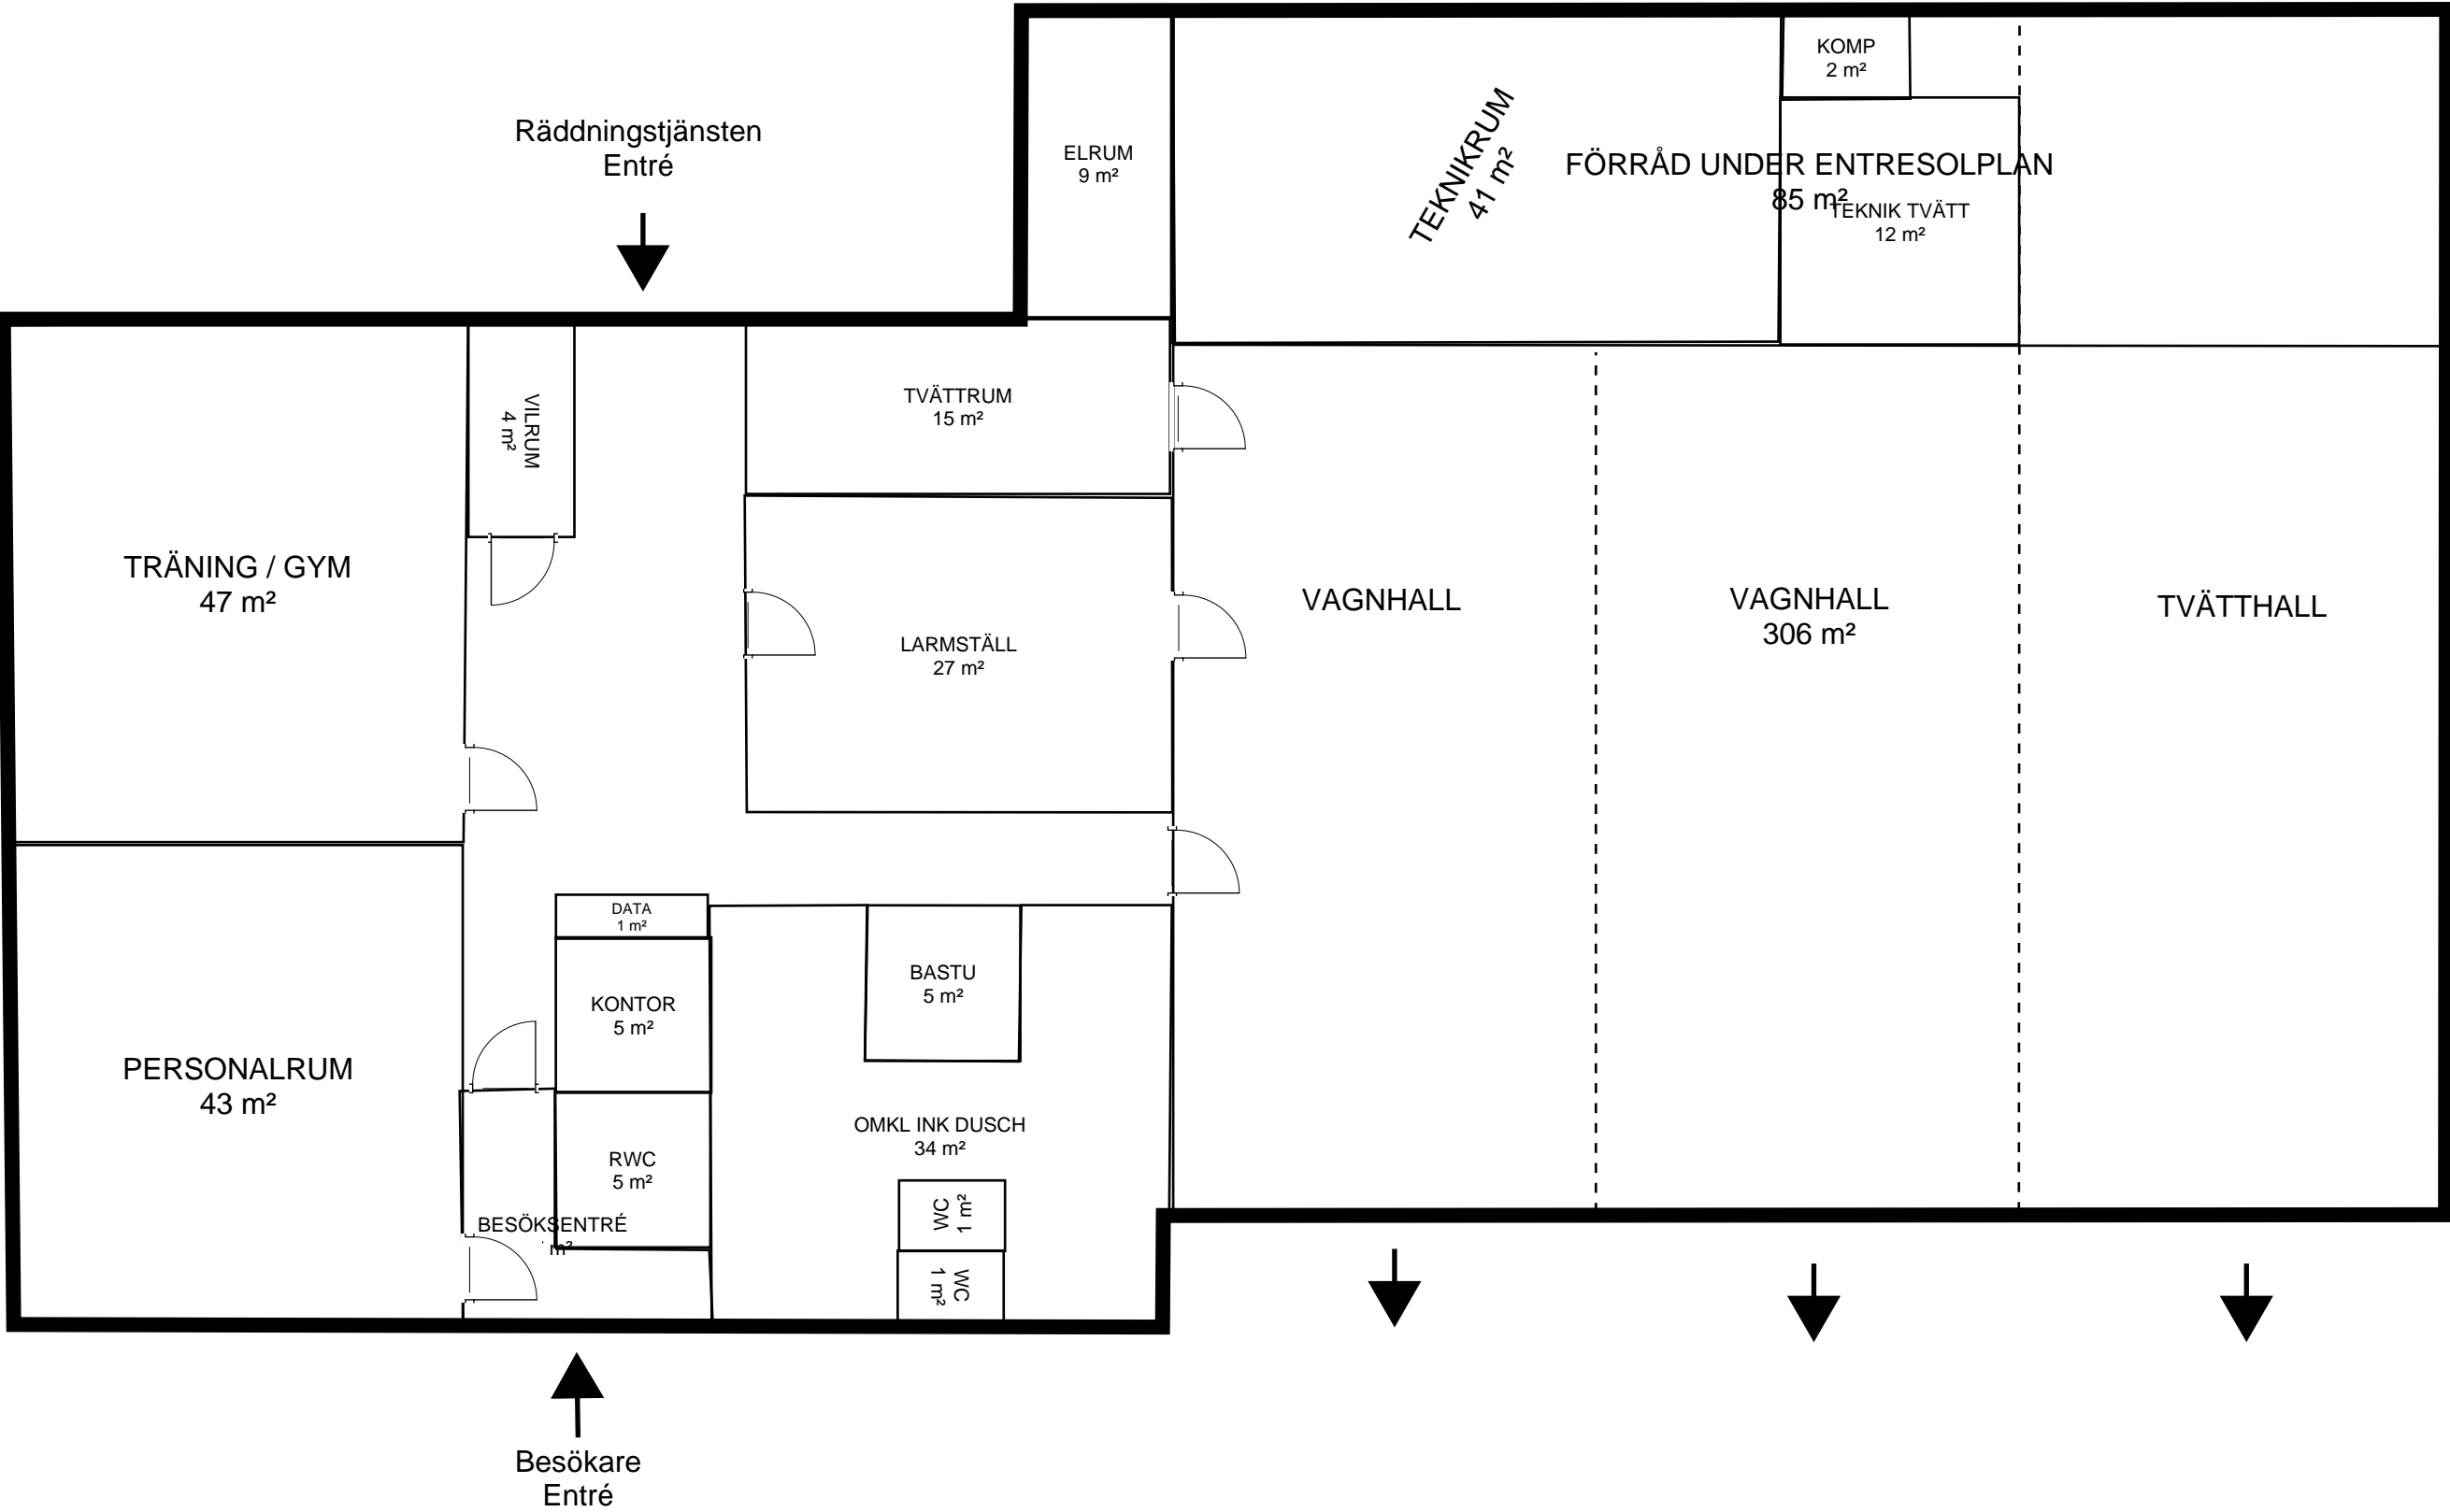 KOMP
2 m²
Räddningstjänsten
Entré
ELRUM
9 m²
TEKNIKRUM
41 m²
FÖRRÅD UNDER ENTRESOLPLAN
85 m²
TEKNIK TVÄTT
12 m²
VILRUM
4 m²
TVÄTTRUM
15 m²
TRÄNING / GYM
47 m²
LARMSTÄLL
27 m²
VAGNHALL
VAGNHALL
306 m²
TVÄTTHALL
DATA
1 m²
KONTOR
5 m²
BASTU
5 m²
PERSONALRUM
43 m²
OMKL INK DUSCH
34 m²
RWC
5 m²
BESÖKSENTRÉ
m²
WC
1 m²
WC
1 m²
Besökare
Entré